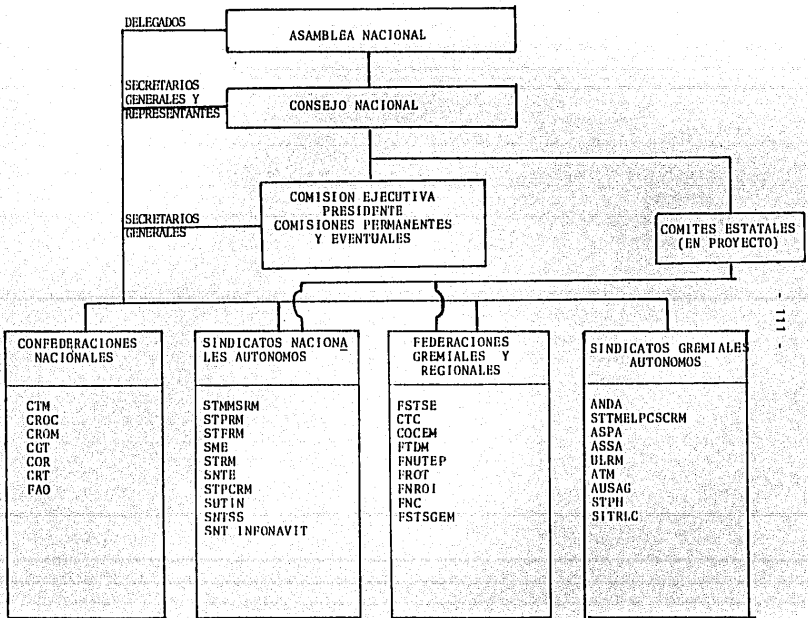 DELEGADOS
ASAMBLEA NACIONAL
SECRETARIOS
GENERALES Y
REPRESENTANTES
CONSEJO NACIONAL
SECRETARIOS
GENERALES
COMISION EJECUTIVA
PRESIDENTE
COMISIONES PERMANENTES
Y EVENTUALES
COMITES ESTATALES
(EN PROYECTO)
- 111 -
CONFEDERACIONES
NACIONALES
CTM
CROC
CROM
CGT
COR
CRT
FAO
SINDICATOS NACIONA
LES AUTONOMOS
STMMSRM
STPRM
STFRM
SME
STRM
SNTE
STPCRM
SUTIN
SNTSS
SNT INFONAVIT
FEDERACIONES
GREMIALES Y
REGIONALES
FSTSE
CTC
COCEM
FTDM
FNUTEP
FROT
FNROI
FNC
FSTSGEM
SINDICATOS GREMIALES
AUTONOMOS
ANDA
STTMELPCSCRM
ASPA
ASSA
ULRM
ATM
AUSAG
STPH
SITRLC